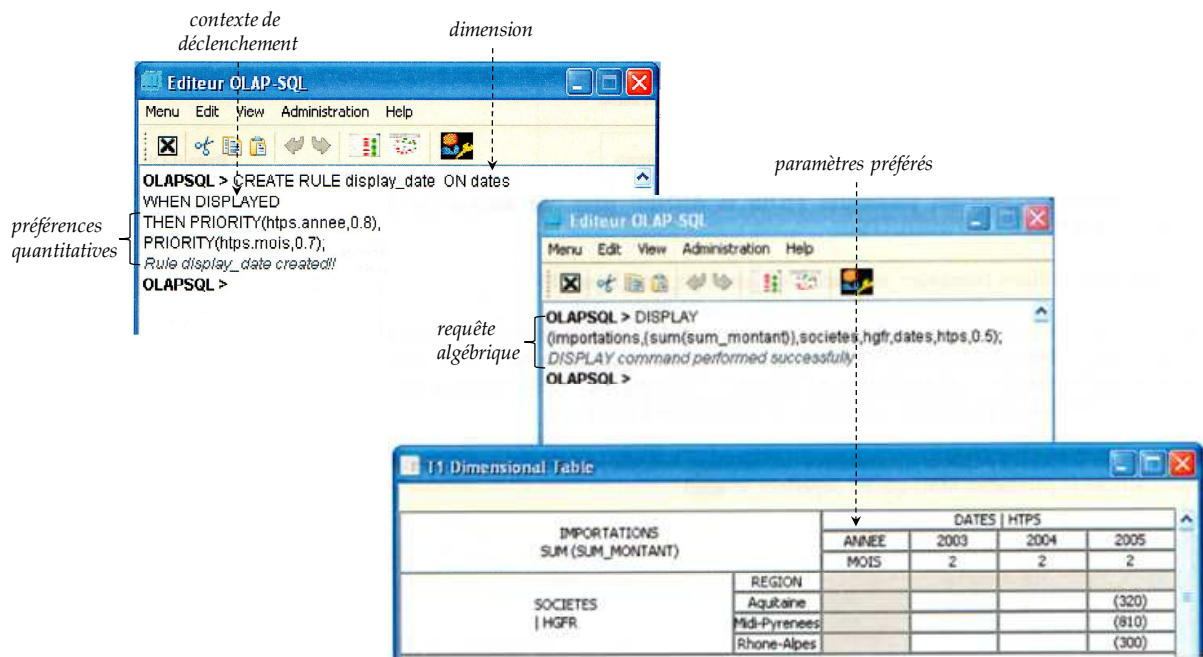 contexte de
déclenchement
dimension
Editeur OLAP-SQL
Menu Edit View Administration Help
OLAPSQL > CREATE RULE display_date ON dates
WHEN DISPLAYED
THEN PRIORITY(htps.annee,0.8),
PRIORITY(htps.mois,0.7);
Rule display_date created!!
OLAPSQL >
préférences
quantitatives
paramètres préférés
Editeur OLAP-SQL
Menu Edit View Administration Help
OLAPSQL > DISPLAY
(importations,{sum(sum_montant)},societes,hgfr,dates,htps,0.5);
DISPLAY command performed successfully
OLAPSQL >
requête
algébrique
T1 Dimensional Table
IMPORTATIONS
SUM (SUM_MONTANT)
DATES | HTPS
ANNEE 2003 2004 2005
MOIS 2 2 2
SOCIETES
| HGFR
REGION
Aquitaine (320)
Midi-Pyrenees (810)
Rhone-Alpes (300)